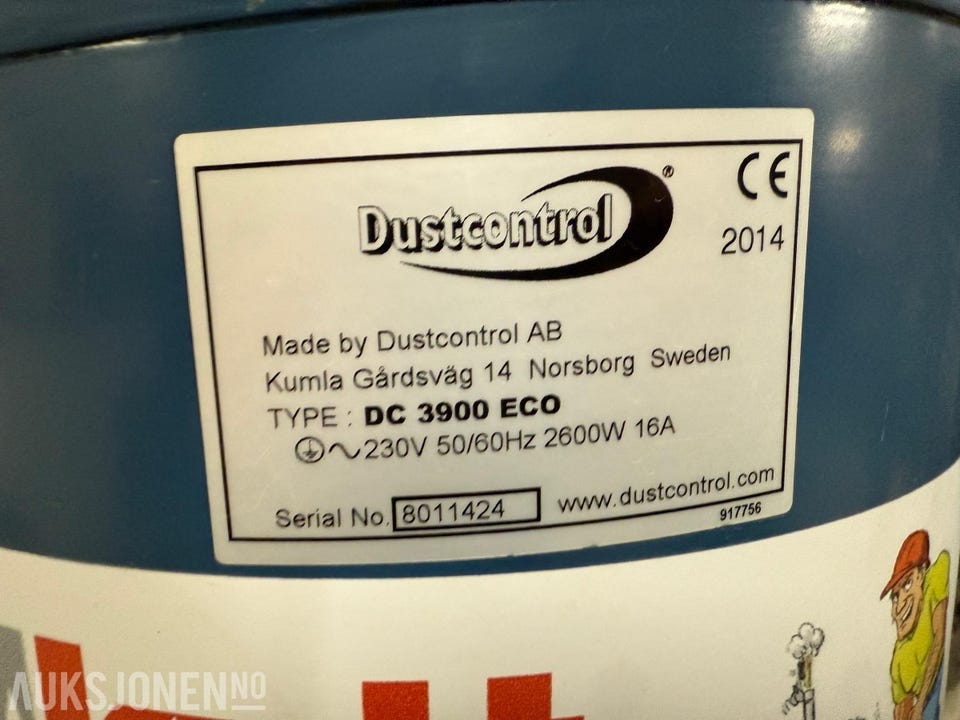 Dustcontrol®
CE
2014
Made by Dustcontrol AB
Kumla Gårdsväg 14 Norsborg Sweden
TYPE : DC 3900 ECO
230V 50/60Hz 2600W 16A
Serial No. 8011424 www.dustcontrol.com
917756
AUKSJONEN.NO